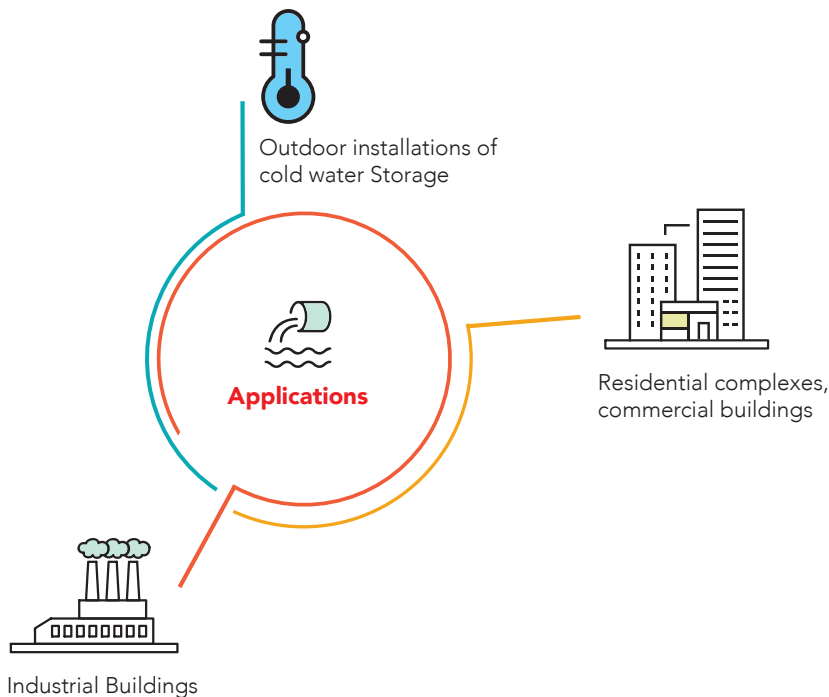 Outdoor installations of
cold water Storage
Applications
Residential complexes,
commercial buildings
Industrial Buildings